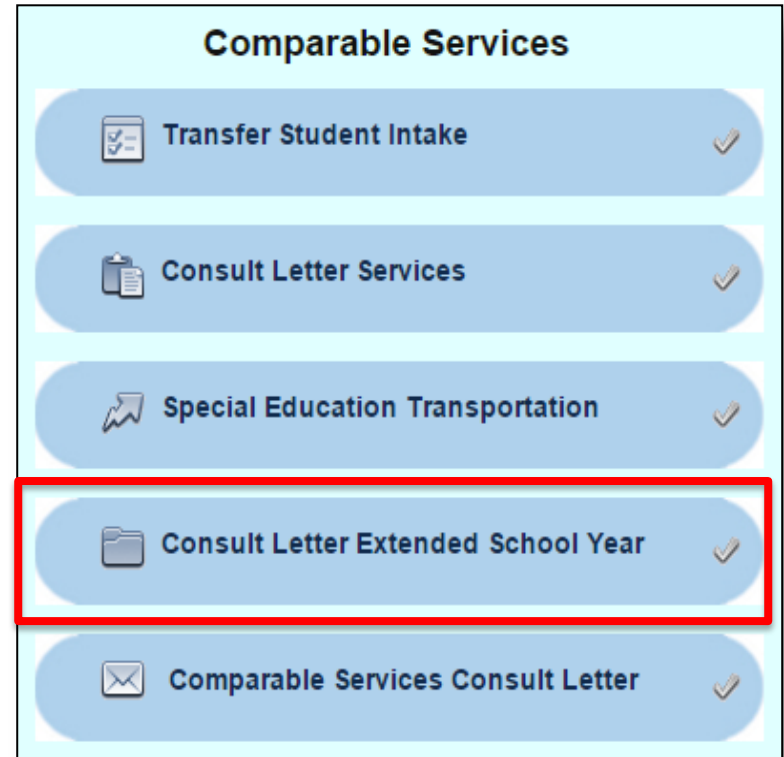 Comparable Services
Transfer Student Intake
Consult Letter Services
Special Education Transportation
Consult Letter Extended School Year
Comparable Services Consult Letter